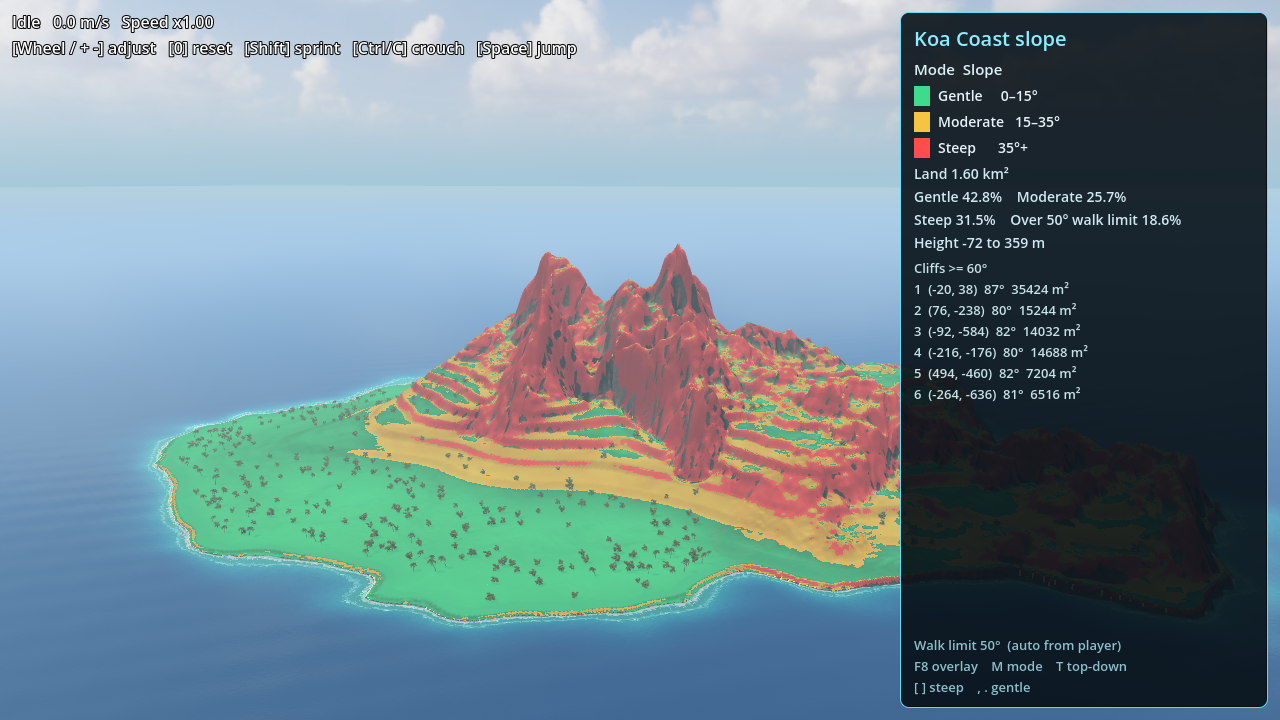 Idle 0.0 m/s Speed x1.00
[Wheel / + -] adjust [0] reset [Shift] sprint [Ctrl/C] crouch [Space] jump
Koa Coast slope
Mode Slope
Gentle 0–15°
Moderate 15–35°
Steep 35°+
Land 1.60 km²
Gentle 42.8% Moderate 25.7%
Steep 31.5% Over 50° walk limit 18.6%
Height -72 to 359 m
Cliffs >= 60°
1 (-20, 38) 87° 35424 m²
2 (76, -238) 80° 15244 m²
3 (-92, -584) 82° 14032 m²
4 (-216, -176) 80° 14688 m²
5 (494, -460) 82° 7204 m²
6 (-264, -636) 81° 6516 m²
Walk limit 50° (auto from player)
F8 overlay M mode T top-down
[ ] steep , . gentle